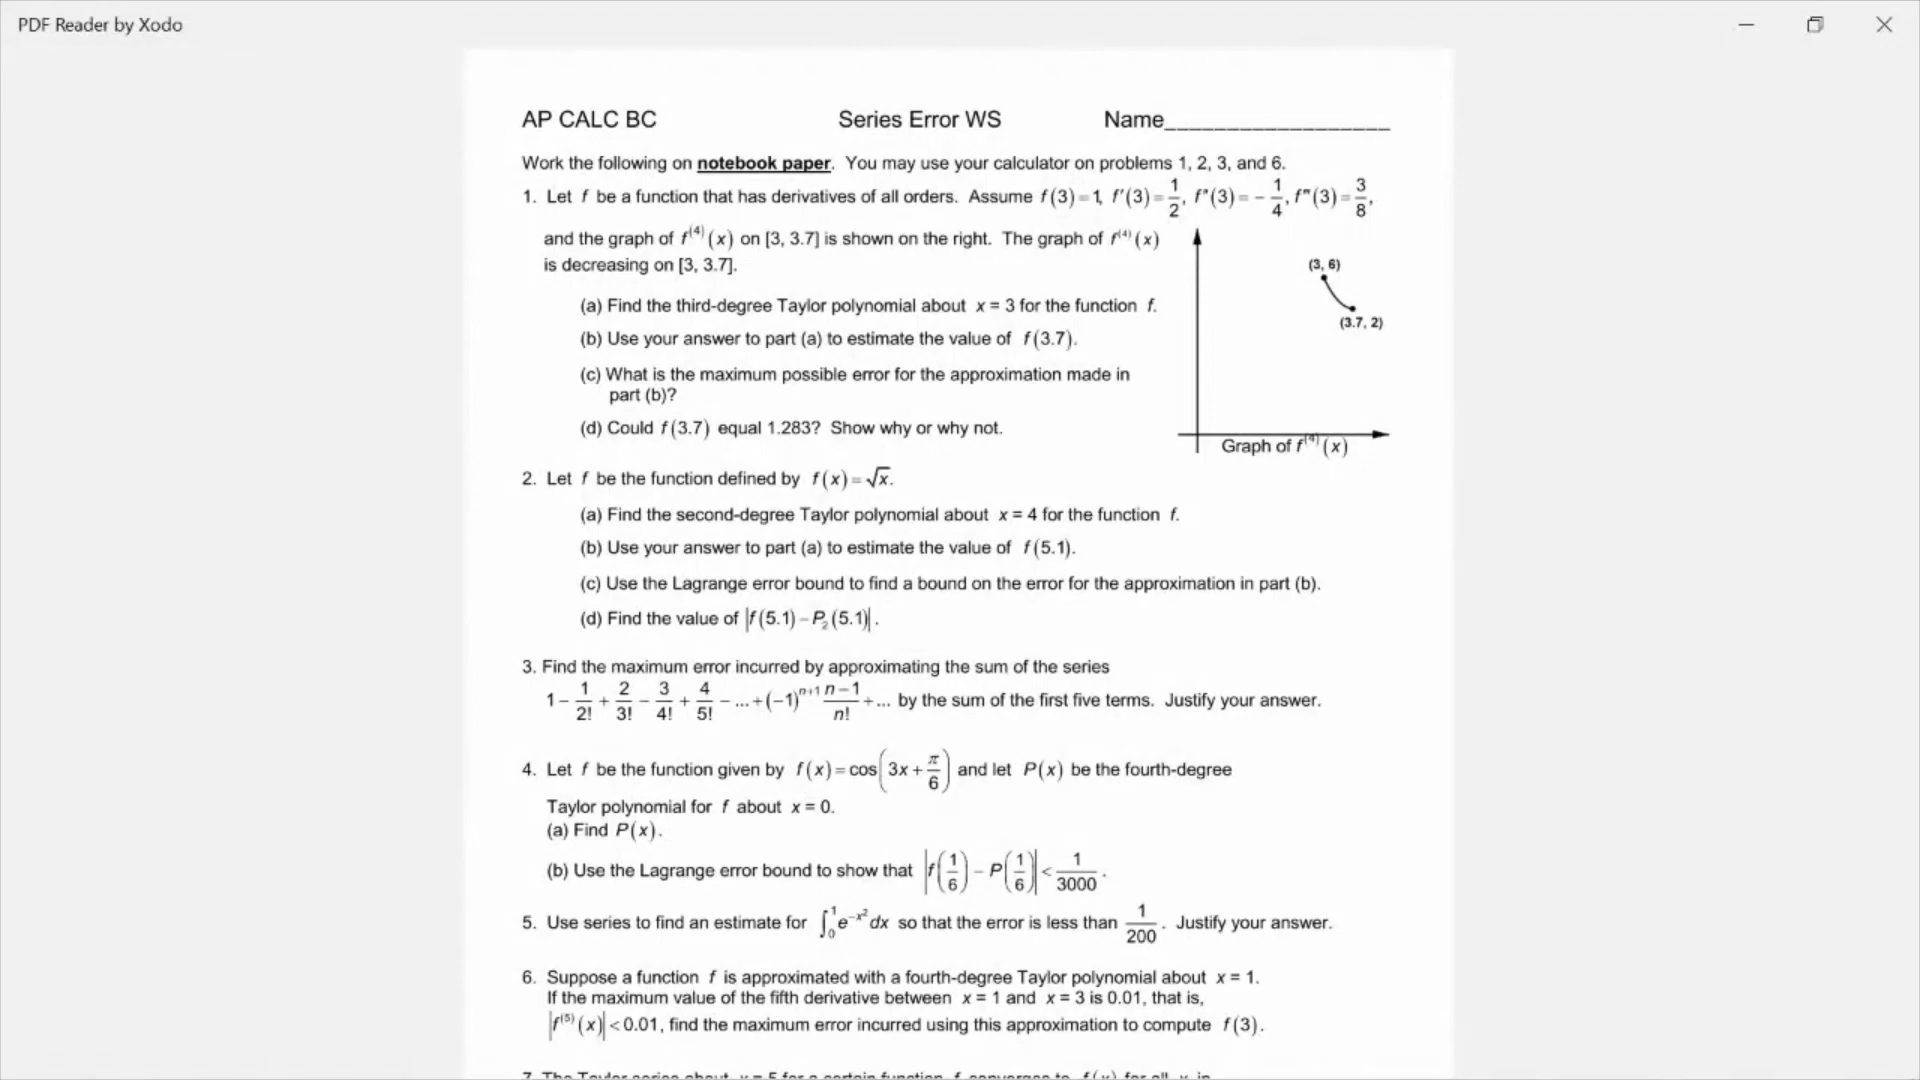 PDF Reader by Xodo
AP CALC BC Series Error WS Name___________________
Work the following on notebook paper. You may use your calculator on problems 1, 2, 3, and 6.
1. Let f be a function that has derivatives of all orders. Assume f(3)=1, f'(3)=1/2, f"(3)=-1/4, f'''(3)=3/8,
and the graph of f⁽⁴⁾(x) on [3, 3.7] is shown on the right. The graph of f⁽⁴⁾(x)
is decreasing on [3, 3.7].
(3, 6)
(3.7, 2)
Graph of f⁽⁴⁾(x)
(a) Find the third-degree Taylor polynomial about x = 3 for the function f.
(b) Use your answer to part (a) to estimate the value of f(3.7).
(c) What is the maximum possible error for the approximation made in
part (b)?
(d) Could f(3.7) equal 1.283? Show why or why not.
2. Let f be the function defined by f(x)=√x.
(a) Find the second-degree Taylor polynomial about x = 4 for the function f.
(b) Use your answer to part (a) to estimate the value of f(5.1).
(c) Use the Lagrange error bound to find a bound on the error for the approximation in part (b).
(d) Find the value of |f(5.1)-P₂(5.1)|.
3. Find the maximum error incurred by approximating the sum of the series
1-1/2!+2/3!-3/4!+4/5!-...+(-1)ⁿ⁺¹ (n-1)/n!+... by the sum of the first five terms. Justify your answer.
4. Let f be the function given by f(x)=cos(3x+π/6) and let P(x) be the fourth-degree
Taylor polynomial for f about x = 0.
(a) Find P(x).
(b) Use the Lagrange error bound to show that |f(1/6)-P(1/6)|<1/3000.
5. Use series to find an estimate for ∫₀¹e^(-x²)dx so that the error is less than 1/200. Justify your answer.
6. Suppose a function f is approximated with a fourth-degree Taylor polynomial about x = 1.
If the maximum value of the fifth derivative between x = 1 and x = 3 is 0.01, that is,
|f⁽⁵⁾(x)|<0.01, find the maximum error incurred using this approximation to compute f(3).
7. The Taylor series about x = 5 for a certain function f converges to f(x) for all x in